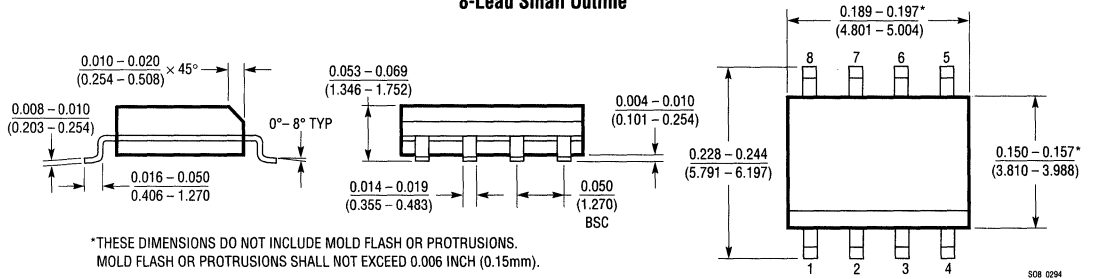 8-Lead Small Outline
0.189 – 0.197*
(4.801 – 5.004)
8 7 6 5
0.010 – 0.020
(0.254 – 0.508)
× 45°
0.053 – 0.069
(1.346 – 1.752)
0.008 – 0.010
(0.203 – 0.254)
0°– 8° TYP
0.004 – 0.010
(0.101 – 0.254)
0.228 – 0.244
(5.791 – 6.197)
0.150 – 0.157*
(3.810 – 3.988)
0.016 – 0.050
0.406 – 1.270
0.014 – 0.019
(0.355 – 0.483)
0.050
(1.270)
BSC
*THESE DIMENSIONS DO NOT INCLUDE MOLD FLASH OR PROTRUSIONS.
MOLD FLASH OR PROTRUSIONS SHALL NOT EXCEED 0.006 INCH (0.15mm).
1 2 3 4
SO8 0294